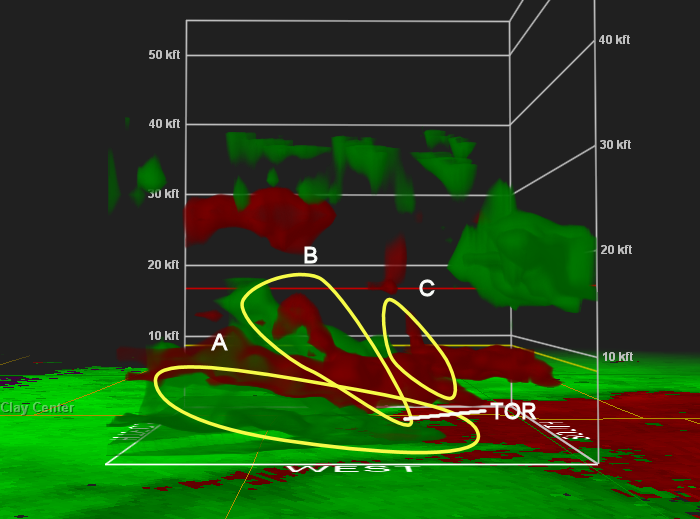 50 kft
40 kft
40 kft
30 kft
30 kft
B
20 kft
20 kft
C
10 kft
A
10 kft
Clay Center
TOR
WEST